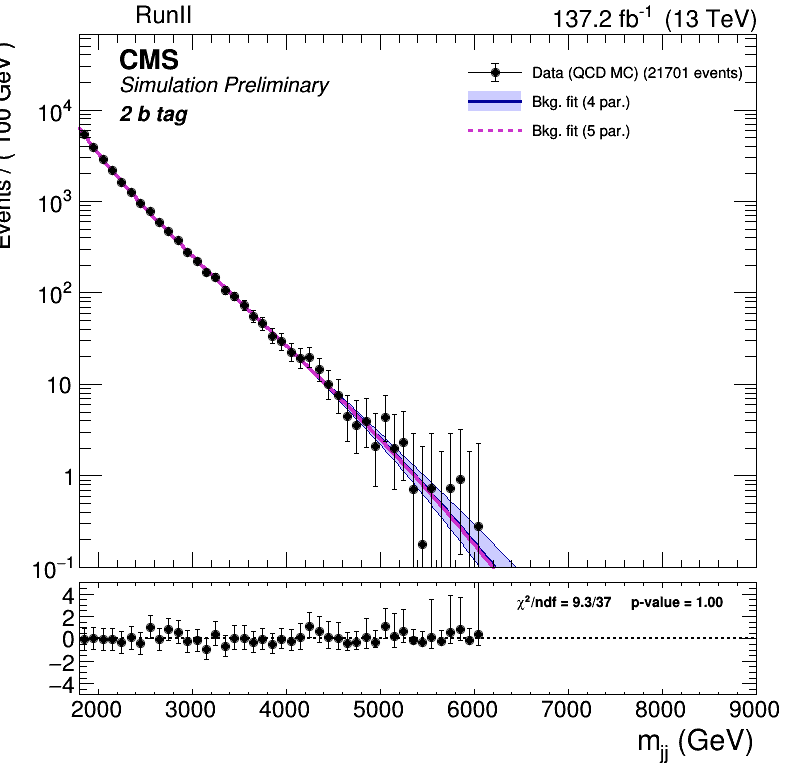 RunII
137.2 fb⁻¹ (13 TeV)
CMS
Simulation Preliminary
2 b tag
Data (QCD MC) (21701 events)
Bkg. fit (4 par.)
Bkg. fit (5 par.)
Events / ( 100 GeV )
10⁴
10³
10²
10
1
10⁻¹
χ²/ndf = 9.3/37 p-value = 1.00
4
2
0
−2
−4
2000 3000 4000 5000 6000 7000 8000 9000
mjj (GeV)